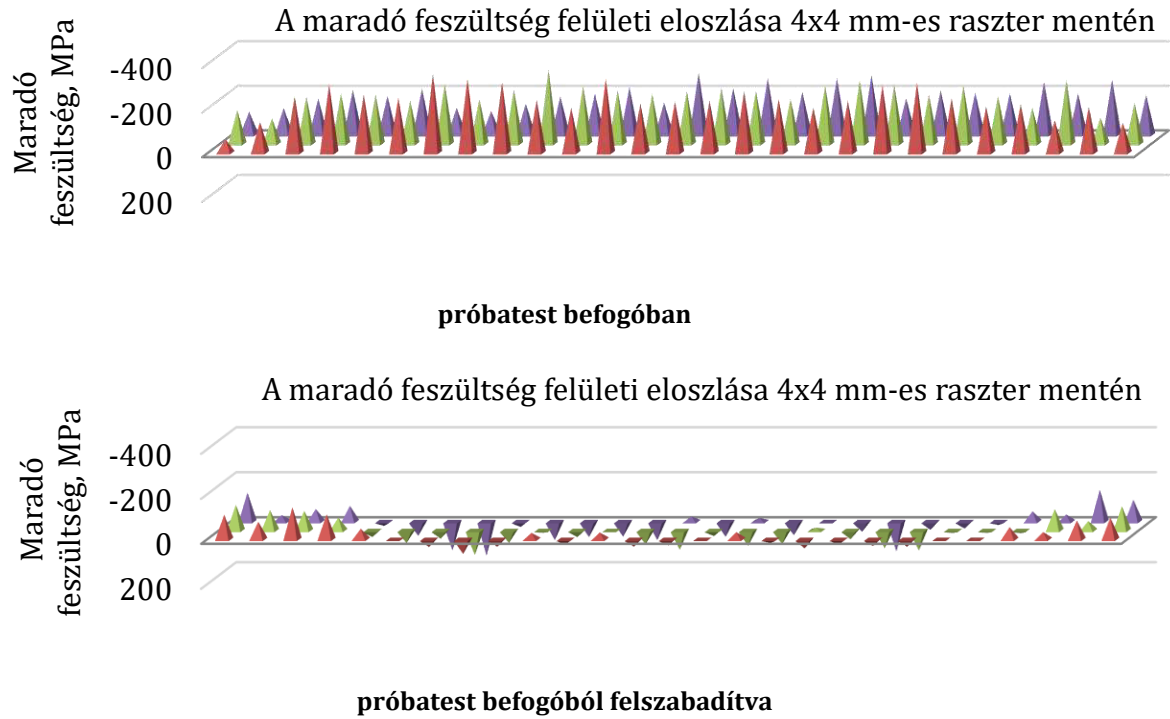 A maradó feszültség felületi eloszlása 4x4 mm-es raszter mentén
Maradó
feszültség, MPa
-400
-200
0
200
próbatest befogóban
A maradó feszültség felületi eloszlása 4x4 mm-es raszter mentén
Maradó
feszültség, MPa
-400
-200
0
200
próbatest befogóból felszabadítva